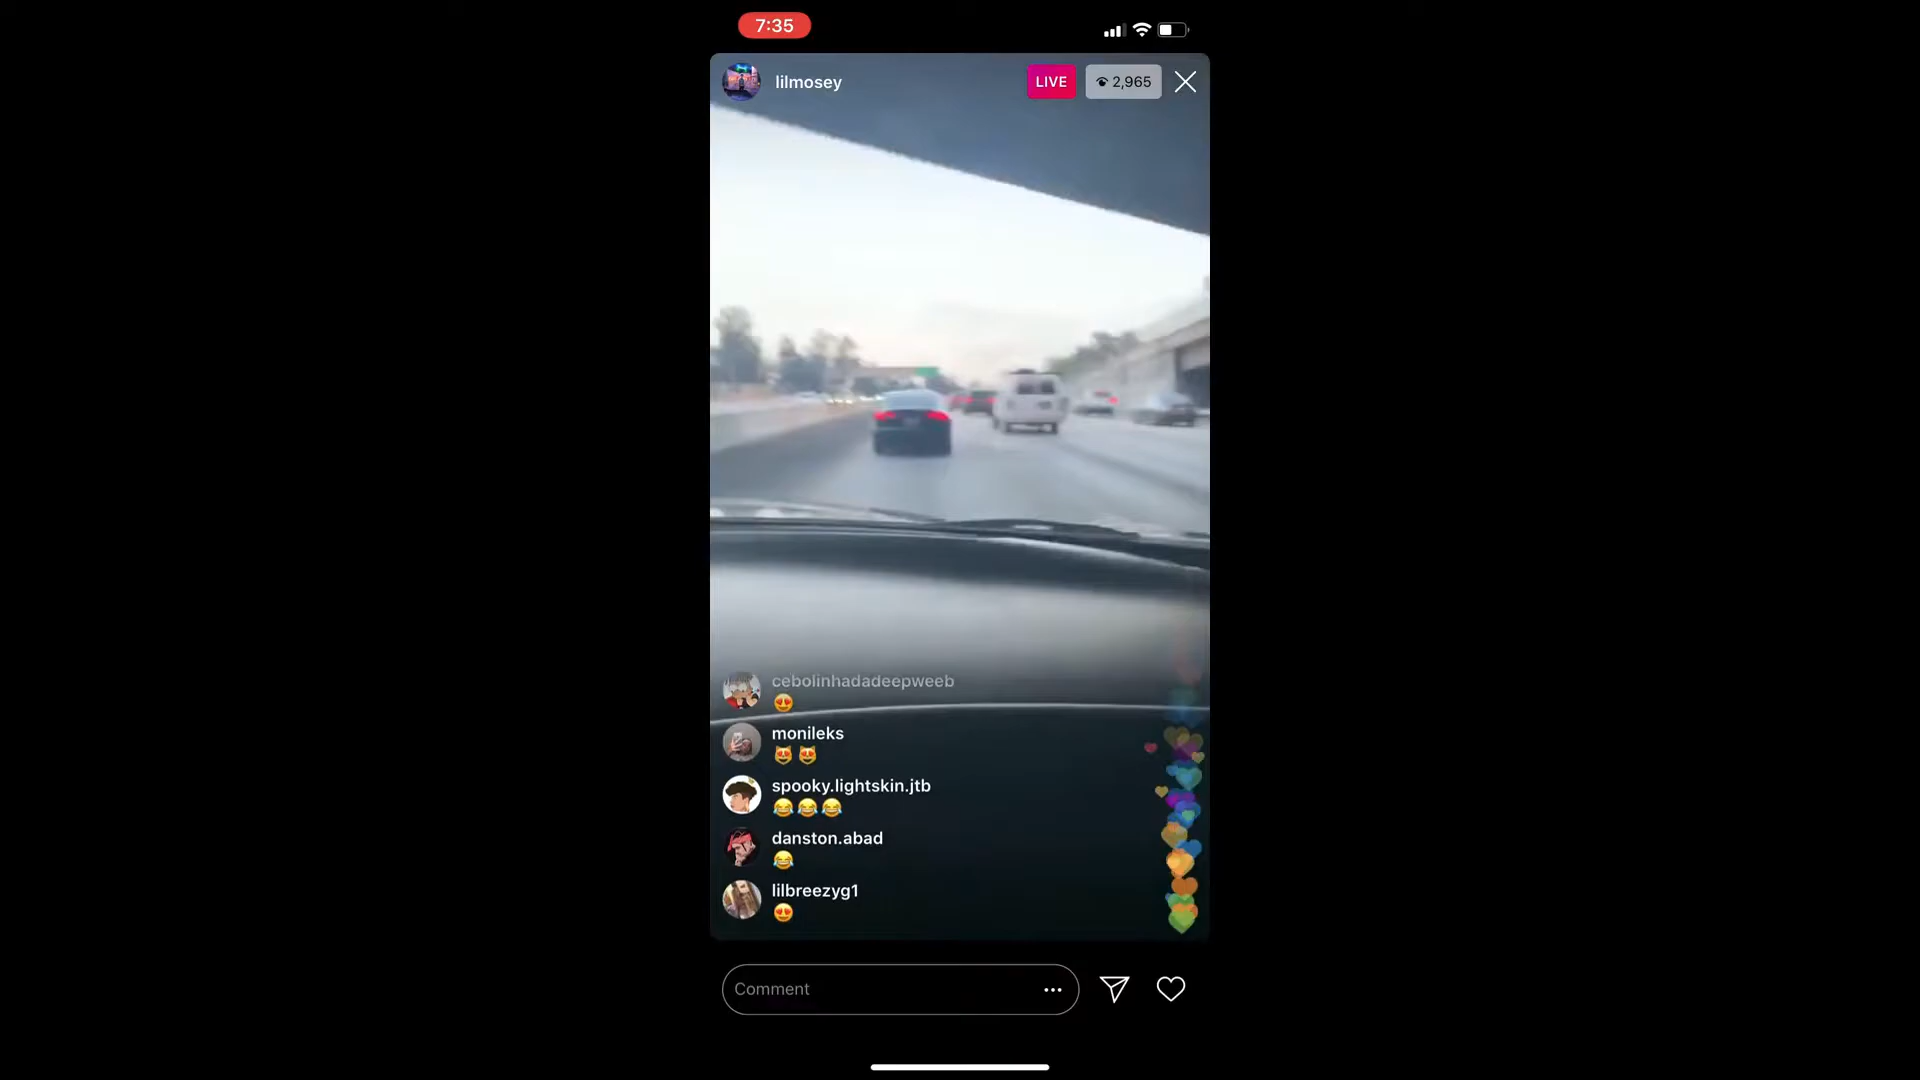 7:35
lilmosey
LIVE
2,965
cebolinhadadeepweeb
😍
monileks
😻😻
spooky.lightskin.jtb
😂😂😂
danston.abad
😂
lilbreezyg1
😍
Comment